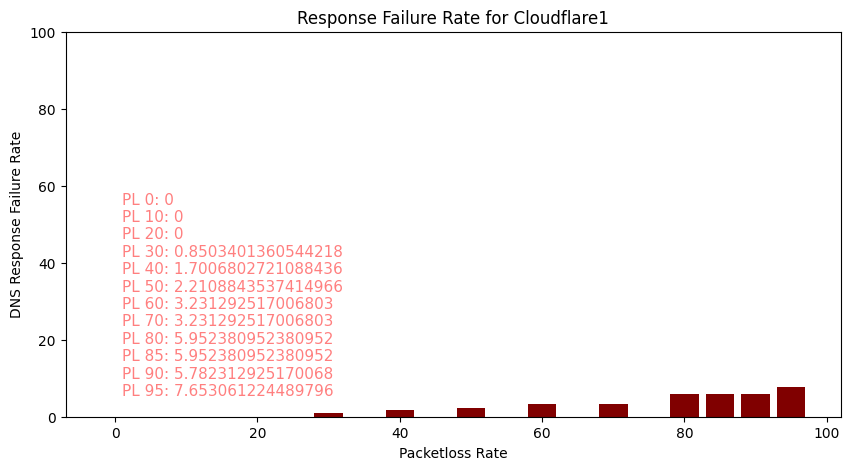 Response Failure Rate for Cloudflare1
100
80
60
40
20
0
DNS Response Failure Rate
PL 0: 0
PL 10: 0
PL 20: 0
PL 30: 0.8503401360544218
PL 40: 1.7006802721088436
PL 50: 2.2108843537414966
PL 60: 3.231292517006803
PL 70: 3.231292517006803
PL 80: 5.952380952380952
PL 85: 5.952380952380952
PL 90: 5.782312925170068
PL 95: 7.653061224489796
0 20 40 60 80 100
Packetloss Rate